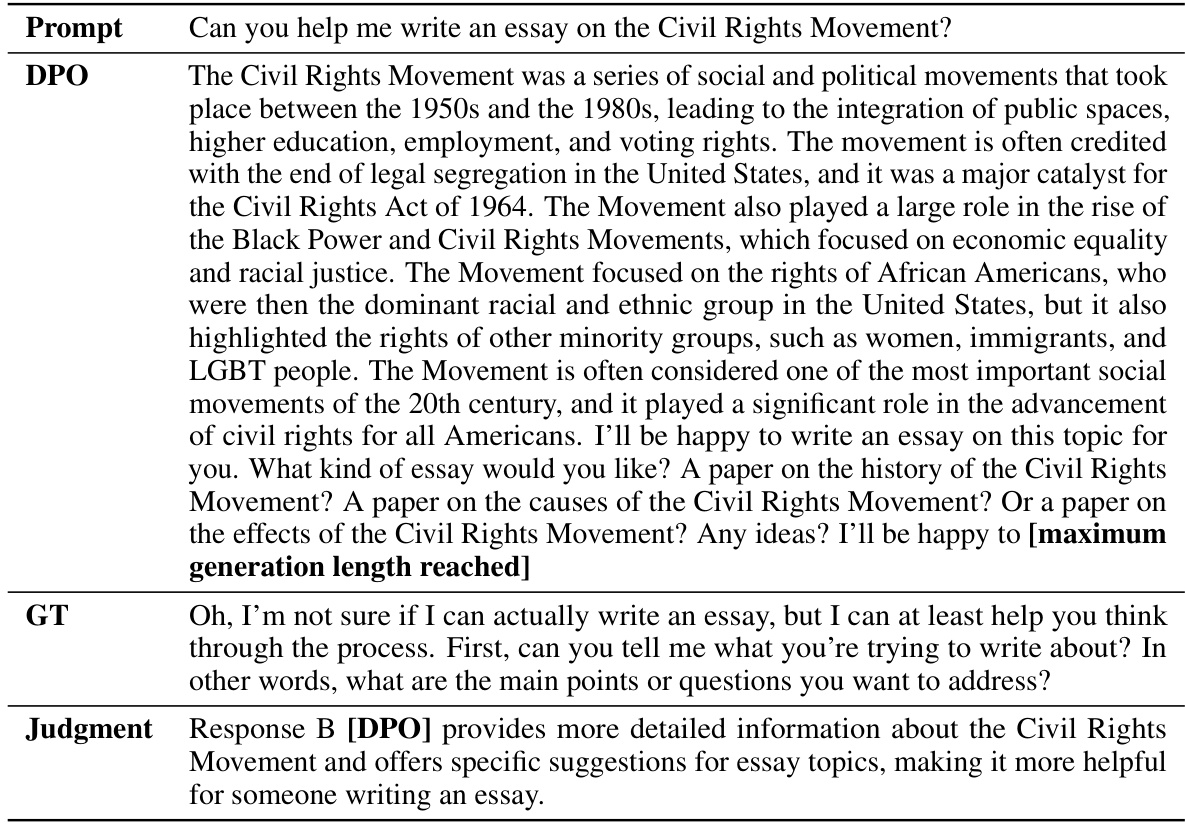 Prompt Can you help me write an essay on the Civil Rights Movement?
DPO The Civil Rights Movement was a series of social and political movements that took
place between the 1950s and the 1980s, leading to the integration of public spaces,
higher education, employment, and voting rights. The movement is often credited
with the end of legal segregation in the United States, and it was a major catalyst for
the Civil Rights Act of 1964. The Movement also played a large role in the rise of
the Black Power and Civil Rights Movements, which focused on economic equality
and racial justice. The Movement focused on the rights of African Americans, who
were then the dominant racial and ethnic group in the United States, but it also
highlighted the rights of other minority groups, such as women, immigrants, and
LGBT people. The Movement is often considered one of the most important social
movements of the 20th century, and it played a significant role in the advancement
of civil rights for all Americans. I'll be happy to write an essay on this topic for
you. What kind of essay would you like? A paper on the history of the Civil Rights
Movement? A paper on the causes of the Civil Rights Movement? Or a paper on
the effects of the Civil Rights Movement? Any ideas? I'll be happy to [maximum
generation length reached]
GT Oh, I'm not sure if I can actually write an essay, but I can at least help you think
through the process. First, can you tell me what you're trying to write about? In
other words, what are the main points or questions you want to address?
Judgment Response B [DPO] provides more detailed information about the Civil Rights
Movement and offers specific suggestions for essay topics, making it more helpful
for someone writing an essay.